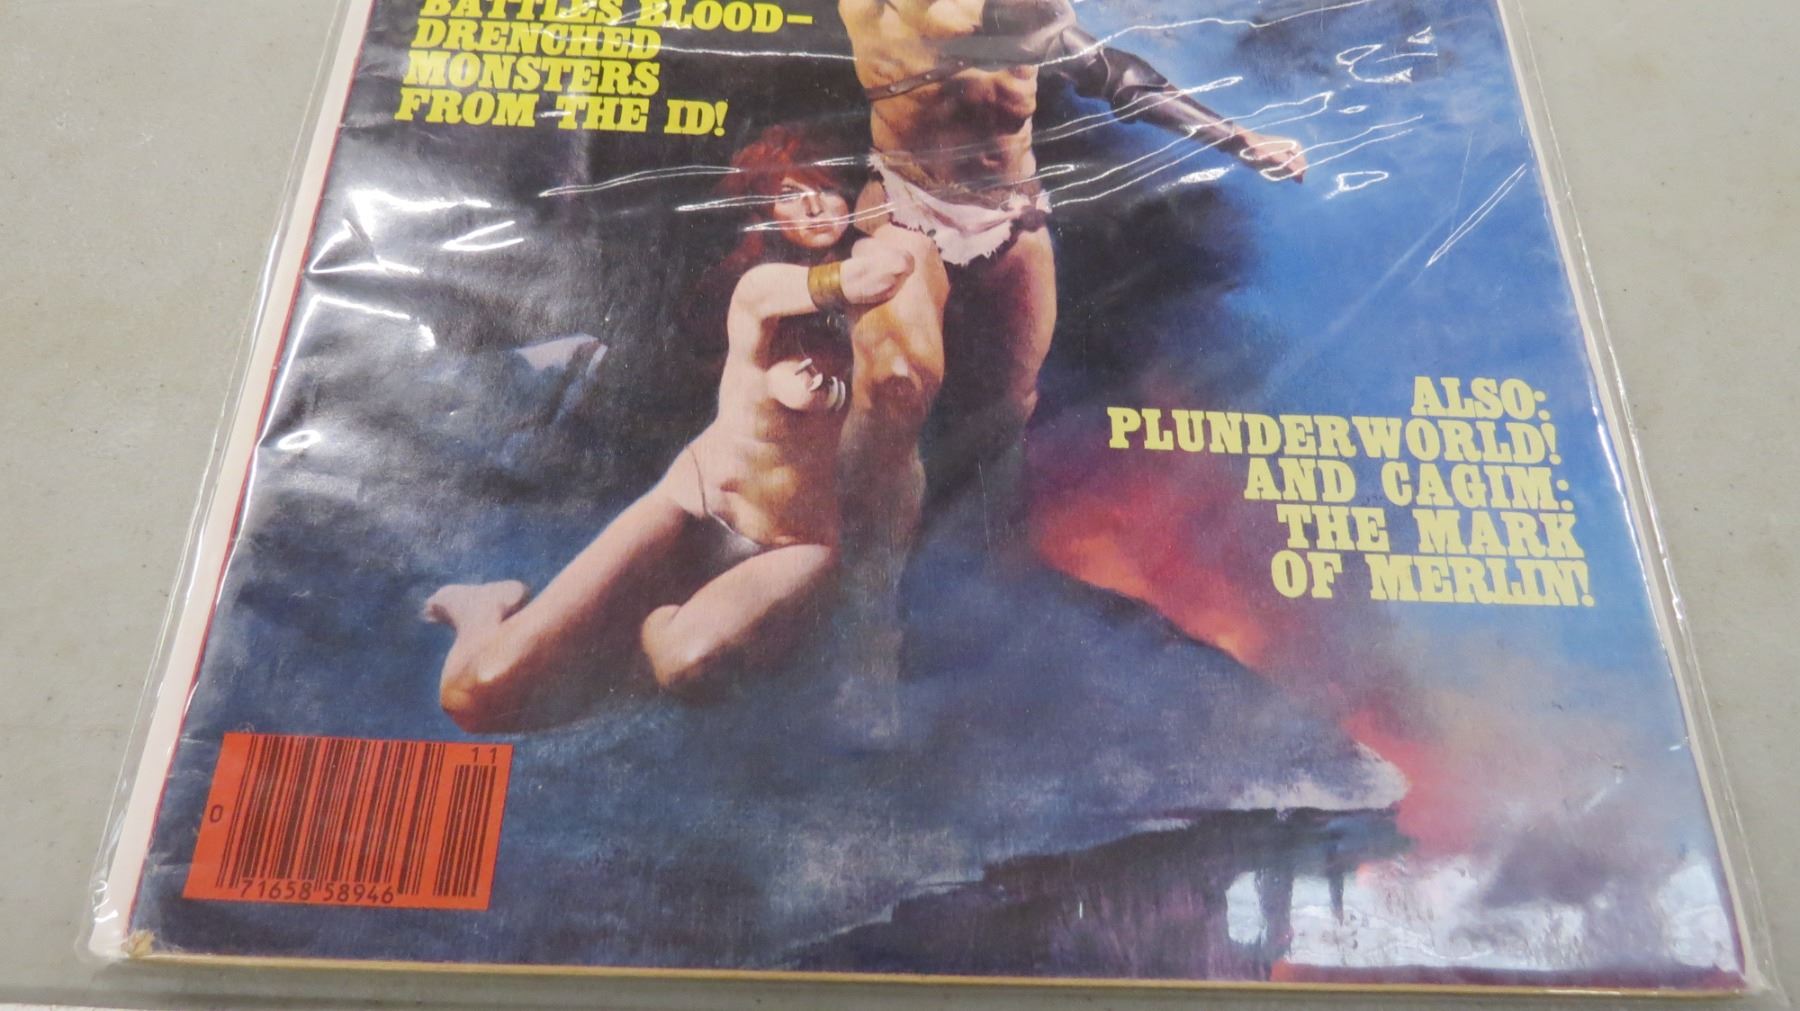 BATTLES BLOOD-
DRENCHED
MONSTERS
FROM THE ID!
ALSO:
PLUNDERWORLD!
AND CAGIM:
THE MARK
OF MERLIN!
11
0
71658 58946